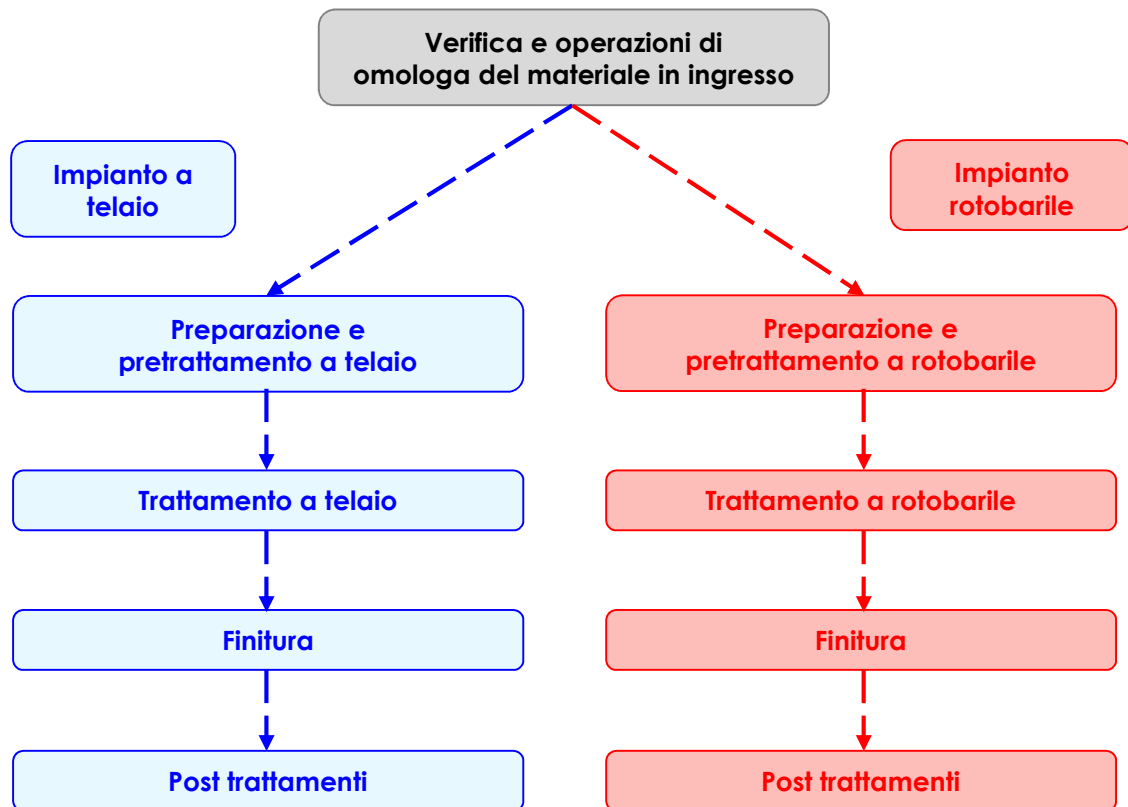 Verifica e operazioni di
omologa del materiale in ingresso
Impianto a
telaio
Impianto
rotobarile
Preparazione e
pretrattamento a telaio
Preparazione e
pretrattamento a rotobarile
Trattamento a telaio
Trattamento a rotobarile
Finitura
Finitura
Post trattamenti
Post trattamenti